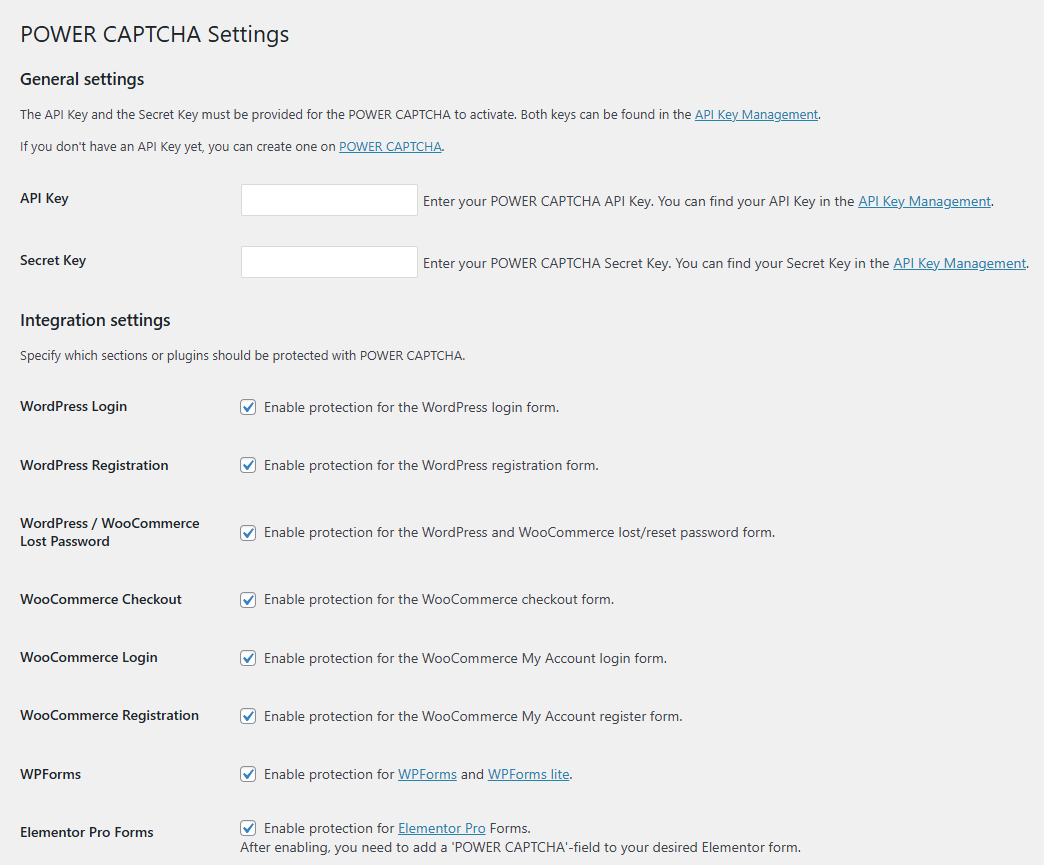 POWER CAPTCHA Settings
General settings
The API Key and the Secret Key must be provided for the POWER CAPTCHA to activate. Both keys can be found in the API Key Management.
If you don't have an API Key yet, you can create one on POWER CAPTCHA.
API Key
Enter your POWER CAPTCHA API Key. You can find your API Key in the API Key Management.
Secret Key
Enter your POWER CAPTCHA Secret Key. You can find your Secret Key in the API Key Management.
Integration settings
Specify which sections or plugins should be protected with POWER CAPTCHA.
WordPress Login
Enable protection for the WordPress login form.
WordPress Registration
Enable protection for the WordPress registration form.
WordPress / WooCommerce
Lost Password
Enable protection for the WordPress and WooCommerce lost/reset password form.
WooCommerce Checkout
Enable protection for the WooCommerce checkout form.
WooCommerce Login
Enable protection for the WooCommerce My Account login form.
WooCommerce Registration
Enable protection for the WooCommerce My Account register form.
WPForms
Enable protection for WPForms and WPForms lite.
Elementor Pro Forms
Enable protection for Elementor Pro Forms.
After enabling, you need to add a 'POWER CAPTCHA'-field to your desired Elementor form.